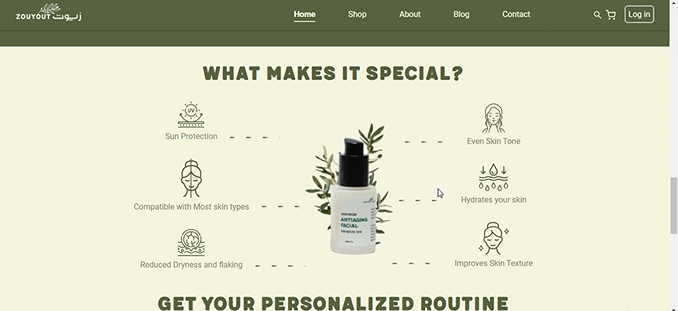 ZOUYOUT زيوت
Home
Shop
About
Blog
Contact
Log in
WHAT MAKES IT SPECIAL?
UV
Sun Protection
Even Skin Tone
Compatible with Most skin types
Hydrates your skin
ANTIAGING
FACIAL
Reduced Dryness and flaking
Improves Skin Texture
GET YOUR PERSONALIZED ROUTINE